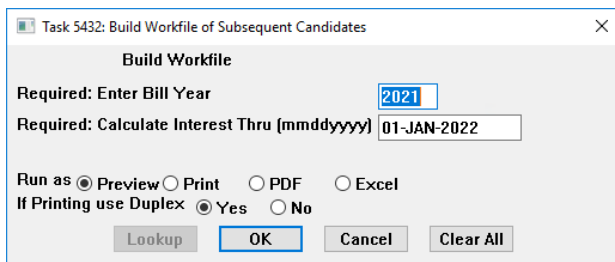 Task 5432: Build Workfile of Subsequent Candidates
Build Workfile
Required: Enter Bill Year 2021
Required: Calculate Interest Thru (mmddyyyy) 01-JAN-2022
Run as Preview Print PDF Excel
If Printing use Duplex Yes No
Lookup OK Cancel Clear All